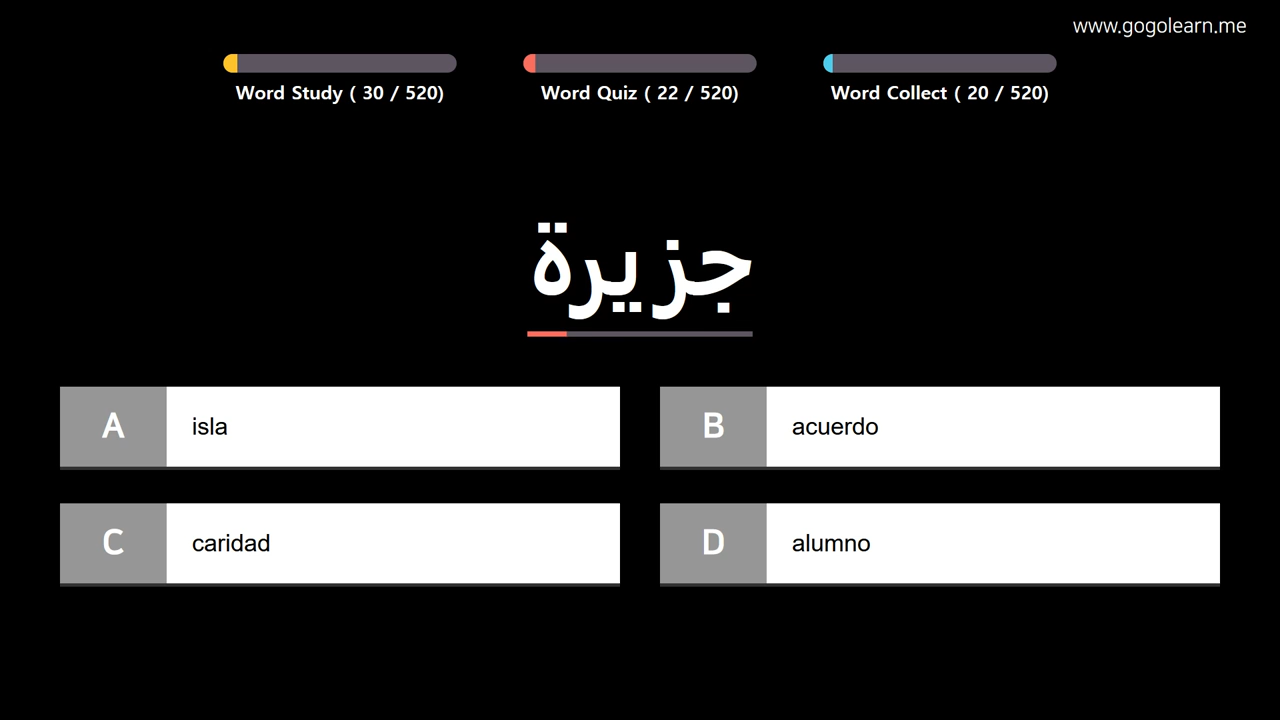 www.gogolearn.me
Word Study ( 30 / 520)
Word Quiz ( 22 / 520)
Word Collect ( 20 / 520)
جزيرة
A isla
B acuerdo
C caridad
D alumno